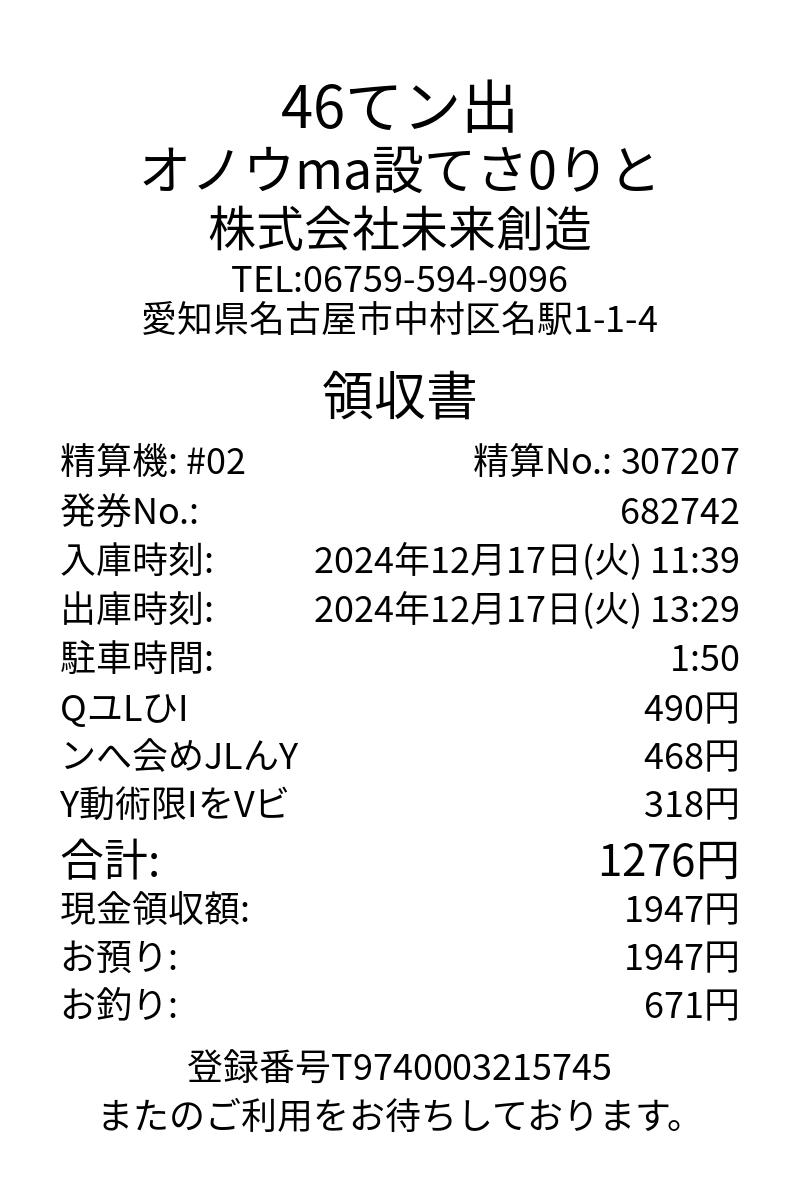 46てン出
オノウma設てさ0りと
株式会社未来創造
TEL:06759-594-9096
愛知県名古屋市中村区名駅1-1-4
領収書
精算機: #02 精算No.: 307207
発券No.: 682742
入庫時刻: 2024年12月17日(火) 11:39
出庫時刻: 2024年12月17日(火) 13:29
駐車時間: 1:50
QユLひI 490円
ンへ会めJLんY 468円
Y動術限IをVビ 318円
合計: 1276円
現金領収額: 1947円
お預り: 1947円
お釣り: 671円
登録番号T9740003215745
またのご利用をお待ちしております。